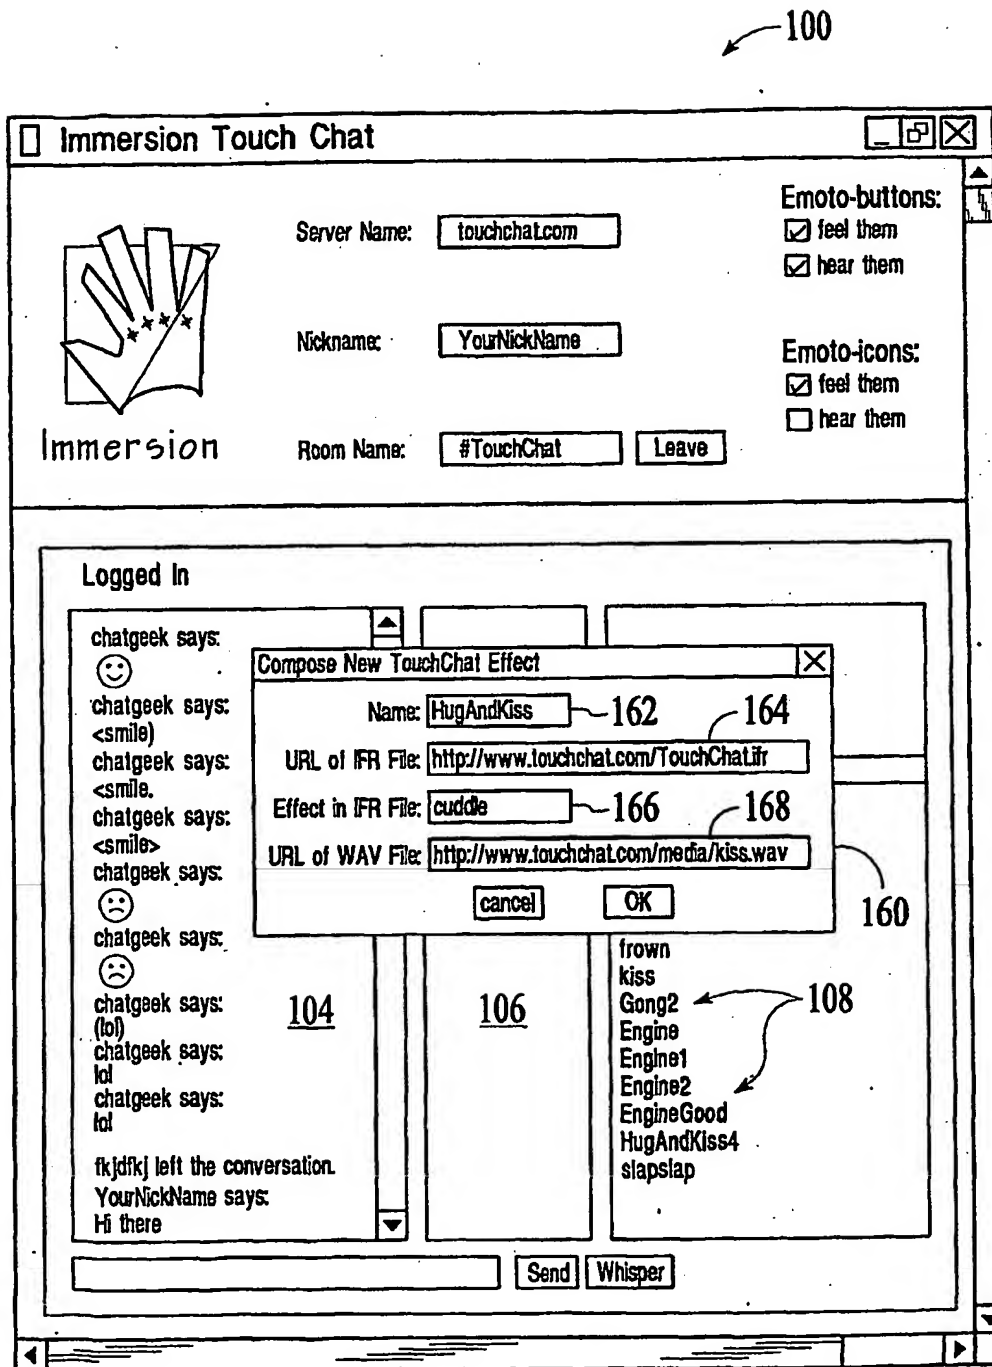 100
Immersion Touch Chat
Server Name: touchchat.com
Nickname: YourNickName
Room Name: #TouchChat Leave
Emoto-buttons:
feel them
hear them
Emoto-icons:
feel them
hear them
Immersion
Logged In
chatgeek says:
chatgeek says:
<smile)
chatgeek says:
<smile.
chatgeek says:
<smile>
chatgeek says:
chatgeek says:
chatgeek says:
(lol)
chatgeek says:
lol
chatgeek says:
lol
fkjdfkj left the conversation.
YourNickName says:
Hi there
104
106
Compose New TouchChat Effect
Name: HugAndKiss 162
164
URL of IFR File: http://www.touchchat.com/TouchChat.ifr
Effect in IFR File: cuddle 166
168
URL of WAV File: http://www.touchchat.com/media/kiss.wav
cancel OK
160
frown
kiss
Gong2
Engine
Engine1
Engine2
EngineGood
HugAndKiss4
slapslap
108
Send Whisper